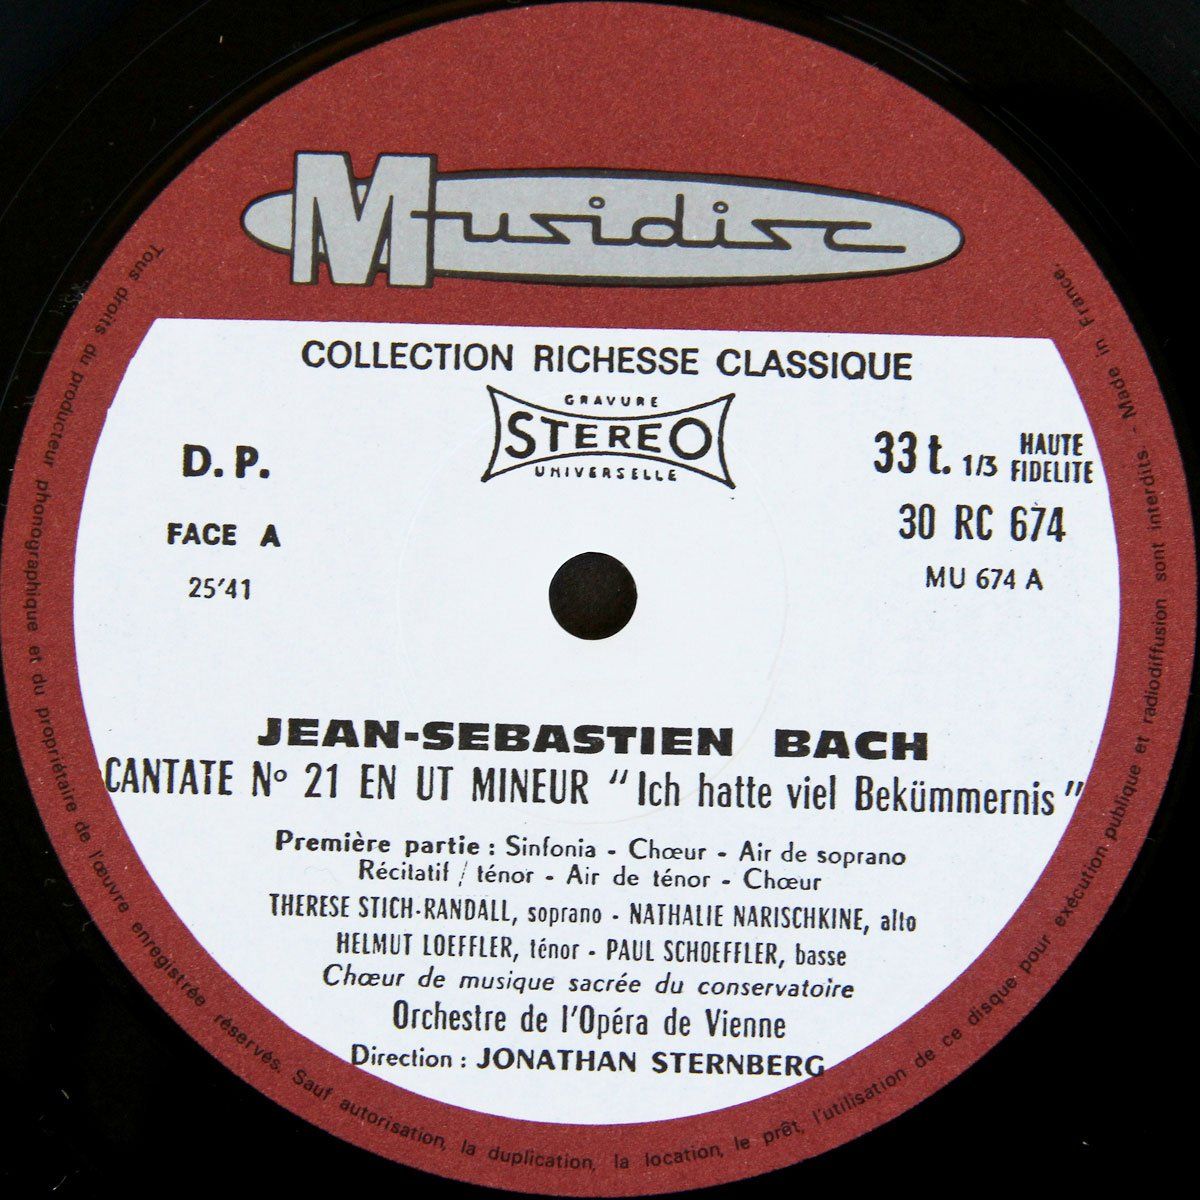 Musidisc
COLLECTION RICHESSE CLASSIQUE
GRAVURE
STEREO
UNIVERSELLE
D. P.
FACE A
25'41
33 t. 1/3 HAUTE FIDELITE
30 RC 674
MU 674 A
JEAN-SEBASTIEN BACH
CANTATE No 21 EN UT MINEUR "Ich hatte viel Bekümmernis"
Première partie : Sinfonia - Chœur - Air de soprano
Récitatif / ténor - Air de ténor - Chœur
THERESE STICH-RANDALL, soprano - NATHALIE NARISCHKINE, alto
HELMUT LOEFFLER, ténor - PAUL SCHOEFFLER, basse
Chœur de musique sacrée du conservatoire
Orchestre de l'Opéra de Vienne
Direction : JONATHAN STERNBERG
Tous droits du producteur phonographique et du propriétaire de l'œuvre enregistrée réservés. Sauf autorisation, la duplication, la location, le prêt, l'utilisation de ce disque pour exécution publique et radiodiffusion sont interdits. - Made in France.